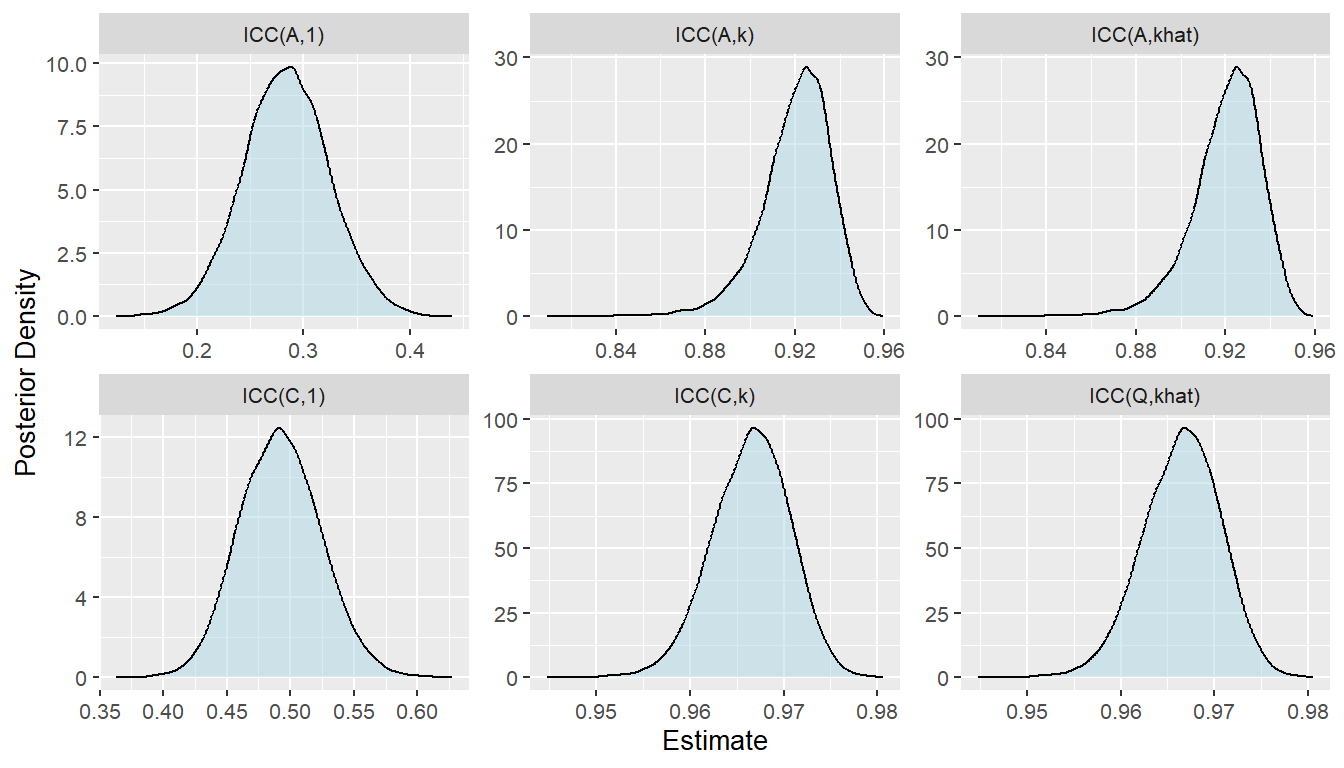 ICC(A,1) ICC(A,k) ICC(A,khat)
10.0 30 30
7.5 20 20
5.0 10 10
2.5 0 0
0.0
0.2 0.3 0.4 0.84 0.88 0.92 0.96 0.84 0.88 0.92 0.96
Posterior Density
ICC(C,1) ICC(C,k) ICC(Q,khat)
12 100 100
8 75 75
4 50 50
0 25 25
0 0
0.35 0.40 0.45 0.50 0.55 0.60 0.95 0.96 0.97 0.98 0.95 0.96 0.97 0.98
Estimate